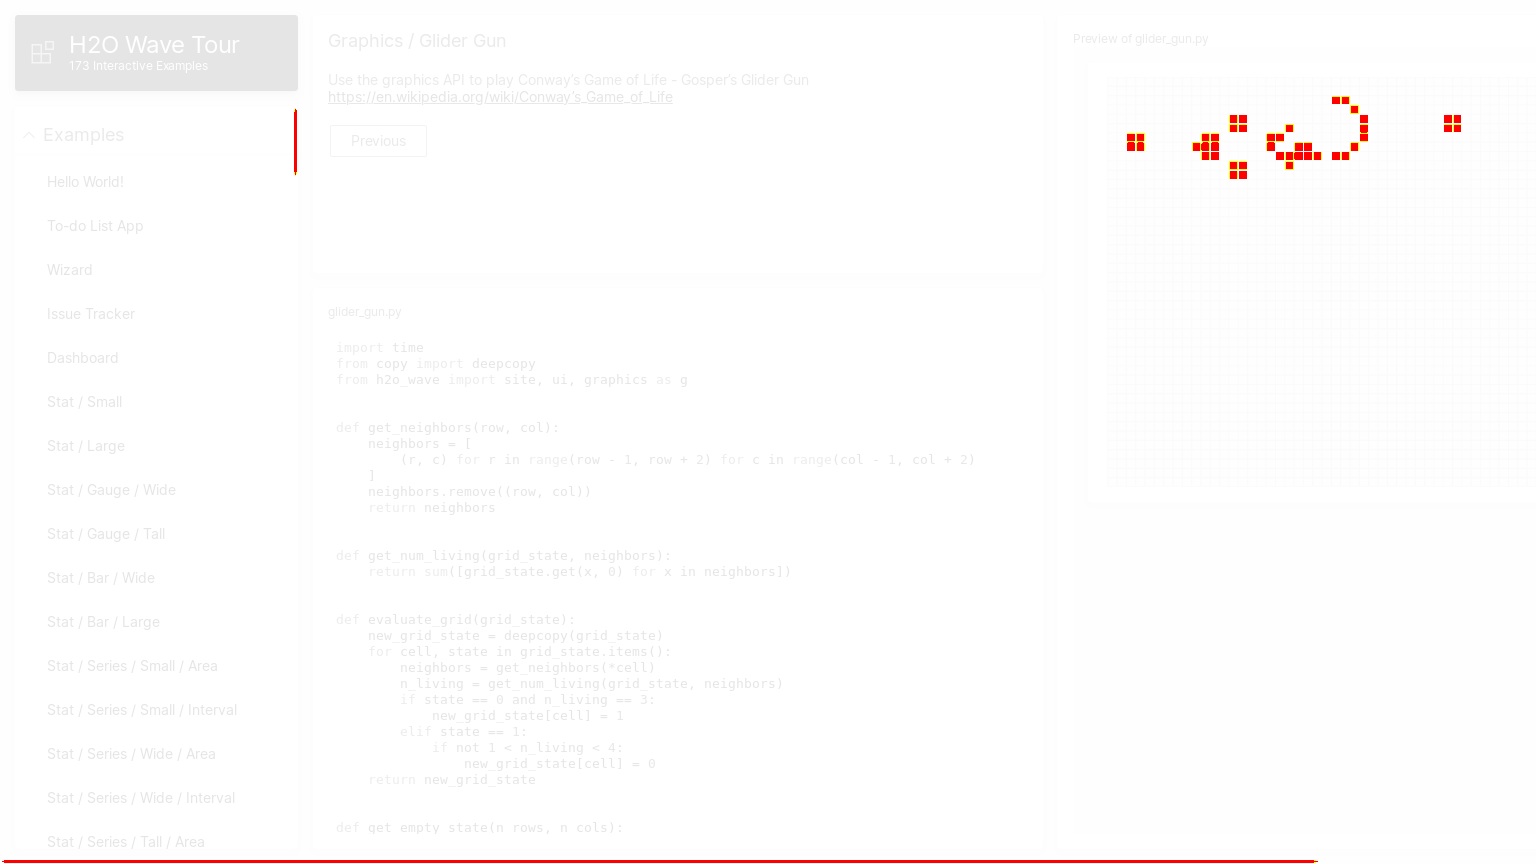 H2O Wave Tour
173 Interactive Examples
Examples
Hello World!
To-do List App
Wizard
Issue Tracker
Dashboard
Stat / Small
Stat / Large
Stat / Gauge / Wide
Stat / Gauge / Tall
Stat / Bar / Wide
Stat / Bar / Large
Stat / Series / Small / Area
Stat / Series / Small / Interval
Stat / Series / Wide / Area
Stat / Series / Wide / Interval
Stat / Series / Tall / Area
Graphics / Glider Gun
Use the graphics API to play Conway's Game of Life - Gosper's Glider Gun
https://en.wikipedia.org/wiki/Conway's_Game_of_Life
Previous
glider_gun.py
import time
from copy import deepcopy
from h2o_wave import site, ui, graphics as g
def get_neighbors(row, col):
neighbors = [
(r, c) for r in range(row - 1, row + 2) for c in range(col - 1, col + 2)
]
neighbors.remove((row, col))
return neighbors
def get_num_living(grid_state, neighbors):
return sum([grid_state.get(x, 0) for x in neighbors])
def evaluate_grid(grid_state):
new_grid_state = deepcopy(grid_state)
for cell, state in grid_state.items():
neighbors = get_neighbors(*cell)
n_living = get_num_living(grid_state, neighbors)
if state == 0 and n_living == 3:
new_grid_state[cell] = 1
elif state == 1:
if not 1 < n_living < 4:
new_grid_state[cell] = 0
return new_grid_state
def get_empty_state(n_rows, n_cols):
Preview of glider_gun.py